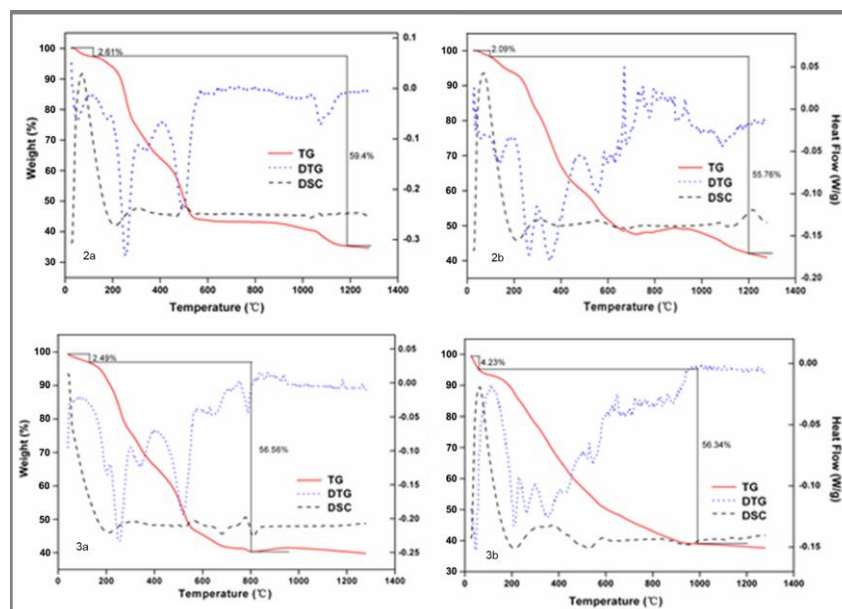 100
90
80
70
60
50
40
30
Weight (%)
2.61%
59.4%
TG
DTG
DSC
2a
0.1
0.0
-0.1
-0.2
-0.3
0 200 400 600 800 1000 1200 1400
Temperature (℃)
100
90
80
70
60
50
40
Weight (%)
2.09%
55.76%
TG
DTG
DSC
2b
0.05
0.00
-0.05
-0.10
-0.15
-0.20
Heat Flow (W/g)
0 200 400 600 800 1000 1200 1400
Temperature (℃)
100
90
80
70
60
50
40
Weight (%)
2.49%
56.56%
TG
DTG
DSC
3a
0.05
0.00
-0.05
-0.10
-0.15
-0.20
-0.25
0 200 400 600 800 1000 1200 1400
Temperature (℃)
100
90
80
70
60
50
40
30
4.23%
56.34%
TG
DTG
DSC
3b
0.00
-0.05
-0.10
-0.15
Heat Flow (W/g)
0 200 400 600 800 1000 1200 1400
Temperature (℃)